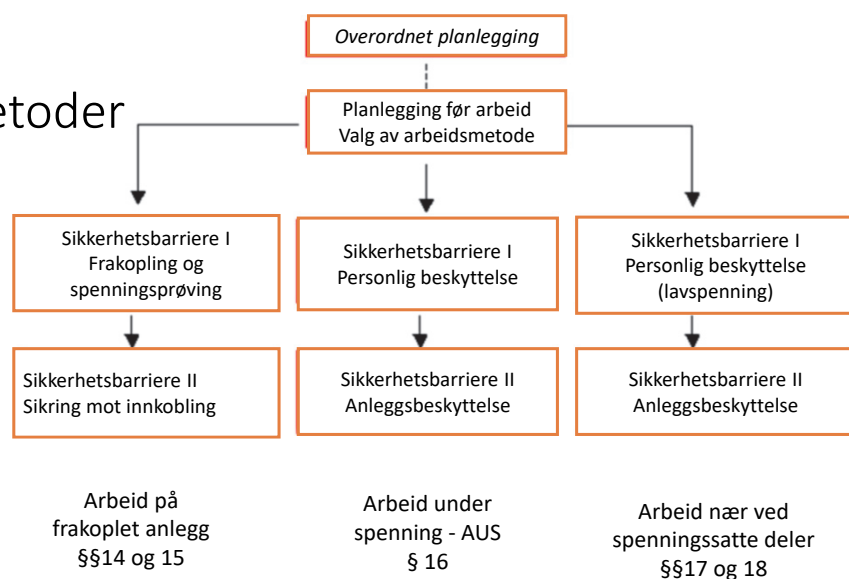 Overordnet planlegging
etoder
Planlegging før arbeid
Valg av arbeidsmetode
Sikkerhetsbarriere I
Frakopling og
spenningsprøving
Sikkerhetsbarriere I
Personlig beskyttelse
Sikkerhetsbarriere I
Personlig beskyttelse
(lavspenning)
Sikkerhetsbarriere II
Sikring mot innkobling
Sikkerhetsbarriere II
Anleggsbeskyttelse
Sikkerhetsbarriere II
Anleggsbeskyttelse
Arbeid på
frakoplet anlegg
§§14 og 15
Arbeid under
spenning - AUS
§ 16
Arbeid nær ved
spenningssatte deler
§§17 og 18